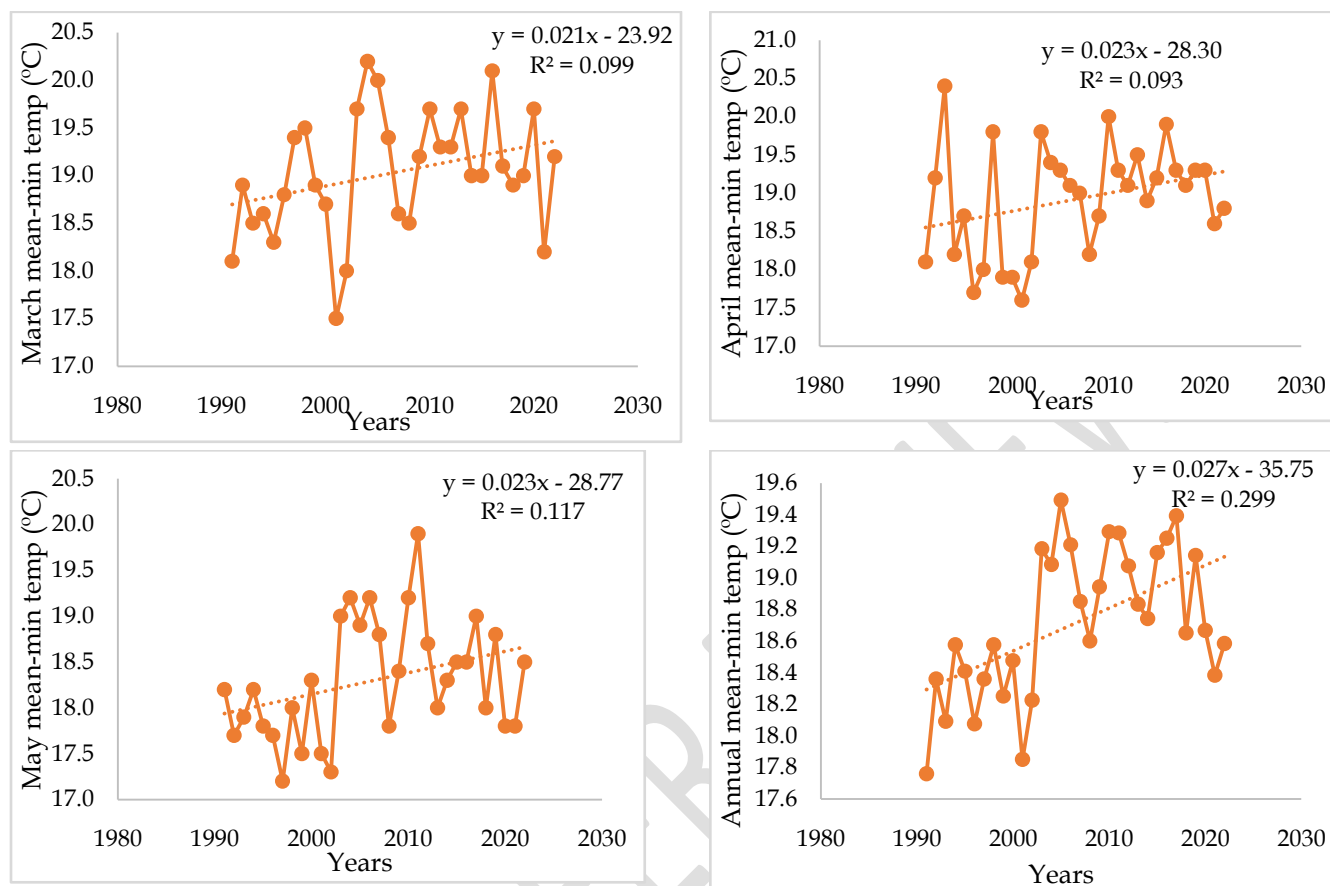 March mean-min temp (ºC)
y = 0.021x - 23.92
R² = 0.099
20.5
20.0
19.5
19.0
18.5
18.0
17.5
17.0
1980 1990 2000 2010 2020 2030
Years
April mean-min temp (ºC)
y = 0.023x - 28.30
R² = 0.093
21.0
20.5
20.0
19.5
19.0
18.5
18.0
17.5
17.0
1980 1990 2000 2010 2020 2030
Years
May mean-min temp (ºC)
y = 0.023x - 28.77
R² = 0.117
20.5
20.0
19.5
19.0
18.5
18.0
17.5
17.0
1980 1990 2000 2010 2020 2030
Years
Annual mean-min temp (ºC)
y = 0.027x - 35.75
R² = 0.299
19.6
19.4
19.2
19.0
18.8
18.6
18.4
18.2
18.0
17.8
17.6
1980 1990 2000 2010 2020 2030
Years